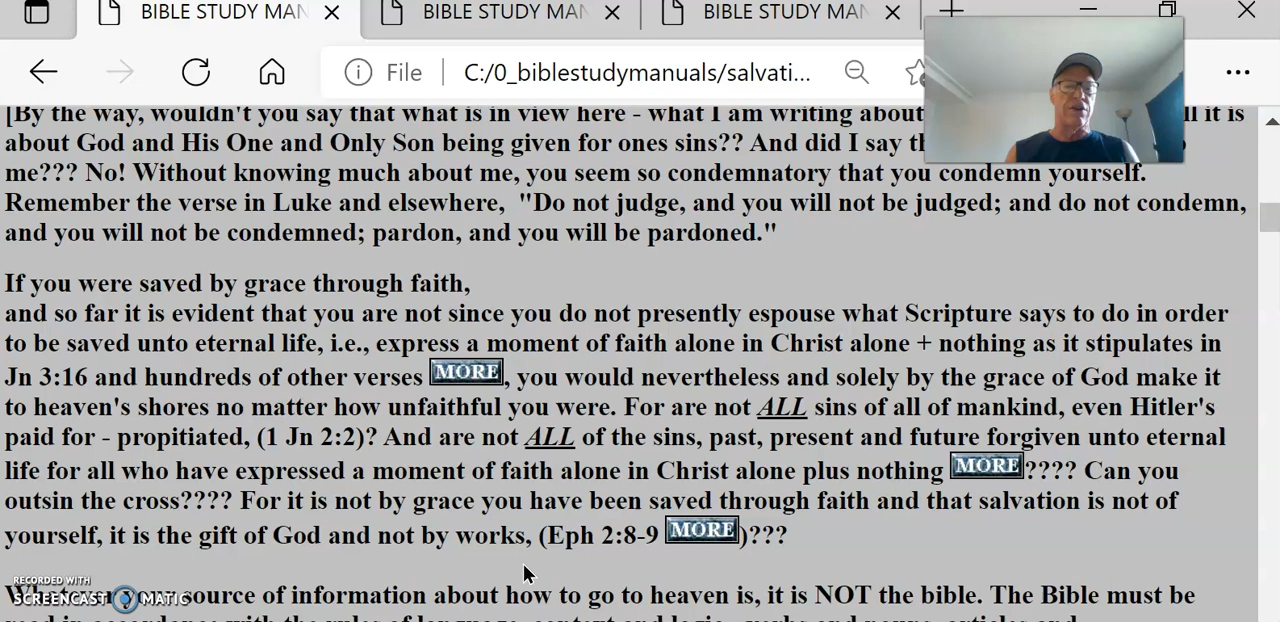 BIBLE STUDY MAN
BIBLE STUDY MAN
BIBLE STUDY MAN
File
C:/0_biblestudymanuals/salvati...
[By the way, wouldn't you say that what is in view here - what I am writing about ll it is
about God and His One and Only Son being given for ones sins?? And did I say th
me??? No! Without knowing much about me, you seem so condemnatory that you condemn yourself.
Remember the verse in Luke and elsewhere, "Do not judge, and you will not be judged; and do not condemn,
and you will not be condemned; pardon, and you will be pardoned."
If you were saved by grace through faith,
and so far it is evident that you are not since you do not presently espouse what Scripture says to do in order
to be saved unto eternal life, i.e., express a moment of faith alone in Christ alone + nothing as it stipulates in
Jn 3:16 and hundreds of other verses MORE, you would nevertheless and solely by the grace of God make it
to heaven's shores no matter how unfaithful you were. For are not ALL sins of all of mankind, even Hitler's
paid for - propitiated, (1 Jn 2:2)? And are not ALL of the sins, past, present and future forgiven unto eternal
life for all who have expressed a moment of faith alone in Christ alone plus nothing MORE???? Can you
outsin the cross???? For it is not by grace you have been saved through faith and that salvation is not of
yourself, it is the gift of God and not by works, (Eph 2:8-9 MORE)???
RECORDED WITH
SCREENCAST MATIC
source of information about how to go to heaven is, it is NOT the bible. The Bible must be